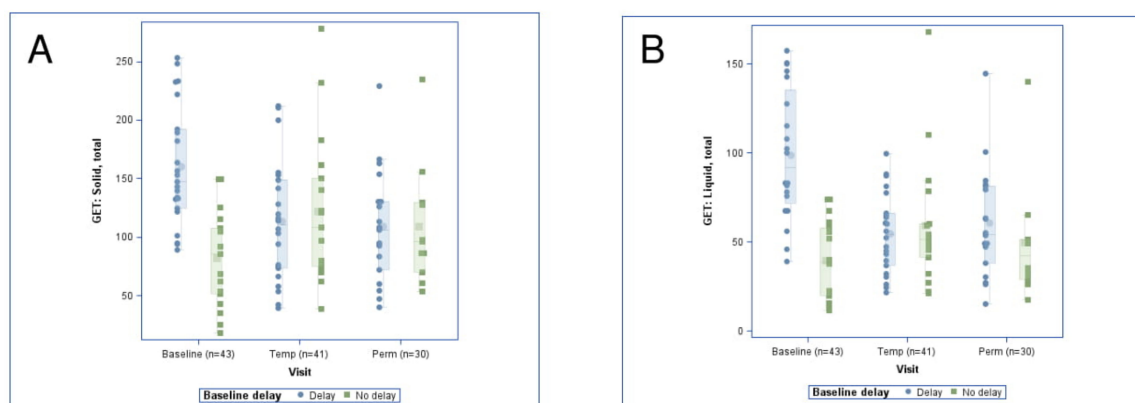 A
GET: Solid, total
250
200
150
100
50
Baseline (n=43) Temp (n=41) Perm (n=30)
Visit
Baseline delay Delay No delay
B
GET: Liquid, total
150
100
50
0
Baseline (n=43) Temp (n=41) Perm (n=30)
Visit
Baseline delay Delay No delay